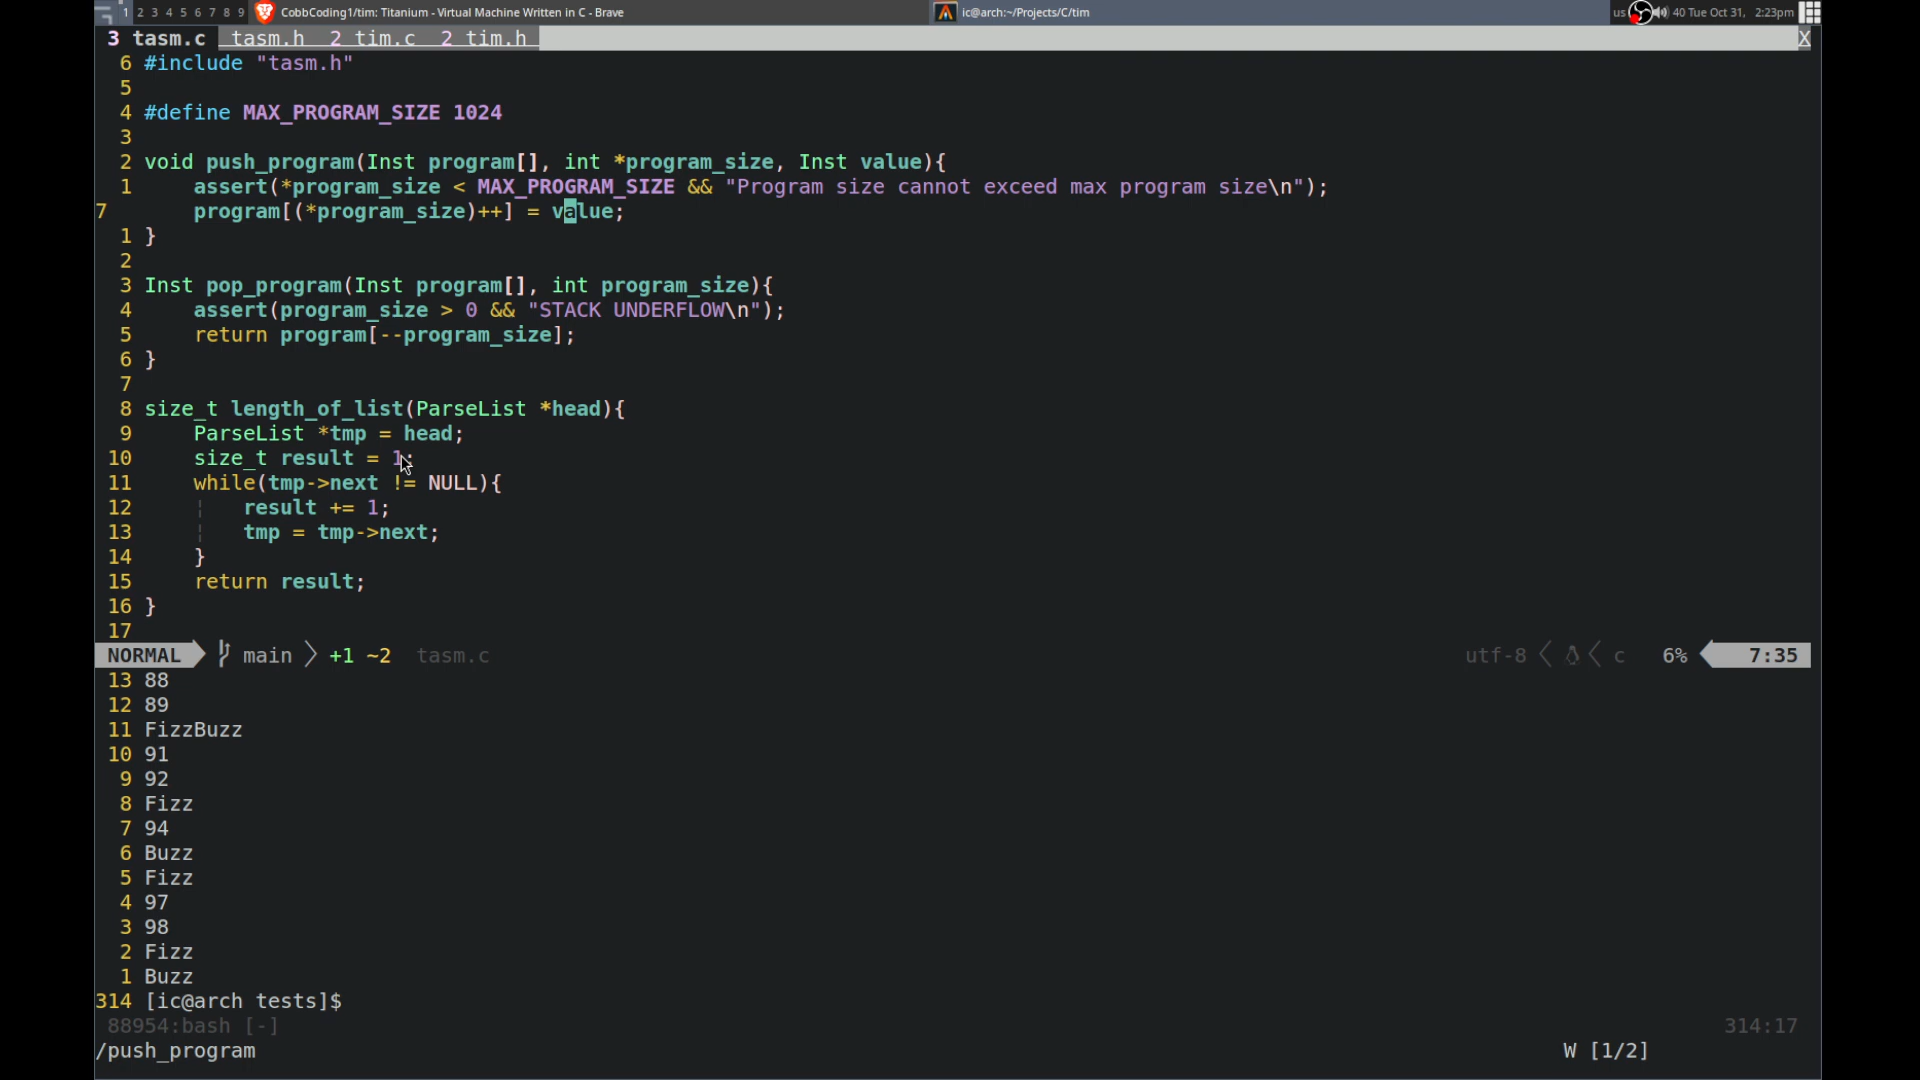 1 2 3 4 5 6 7 8 9 CobbCoding1/tim: Titanium - Virtual Machine Written in C - Brave ic@arch:~/Projects/C/tim us 40 Tue Oct 31, 2:23pm
3 tasm.c tasm.h 2 tim.c 2 tim.h X
6 #include "tasm.h"
5
4 #define MAX_PROGRAM_SIZE 1024
3
2 void push_program(Inst program[], int *program_size, Inst value){
1     assert(*program_size < MAX_PROGRAM_SIZE && "Program size cannot exceed max program size\n");
7     program[(*program_size)++] = value;
1 }
2
3 Inst pop_program(Inst program[], int program_size){
4     assert(program_size > 0 && "STACK UNDERFLOW\n");
5     return program[--program_size];
6 }
7
8 size_t length_of_list(ParseList *head){
9     ParseList *tmp = head;
10     size_t result = 1;
11     while(tmp->next != NULL){
12     ¦   result += 1;
13     ¦   tmp = tmp->next;
14     }
15     return result;
16 }
17
NORMAL main +1 ~2 tasm.c utf-8 c 6% 7:35
13 88
12 89
11 FizzBuzz
10 91
9 92
8 Fizz
7 94
6 Buzz
5 Fizz
4 97
3 98
2 Fizz
1 Buzz
314 [ic@arch tests]$
88954:bash [-] 314:17
/push_program W [1/2]